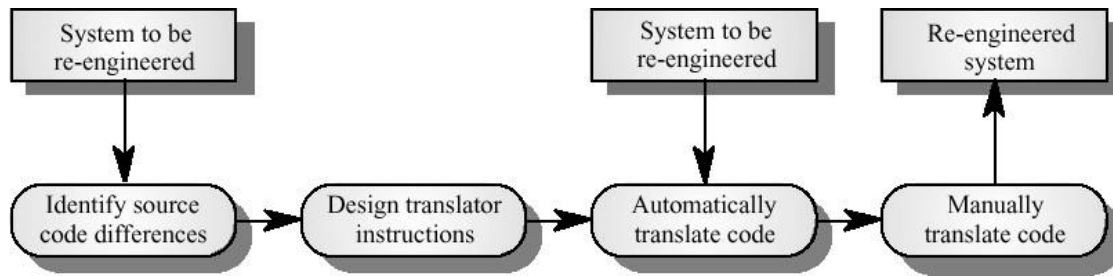 System to be
re-engineered
System to be
re-engineered
Re-engineered
system
Identify source
code differences
Design translator
instructions
Automatically
translate code
Manually
translate code